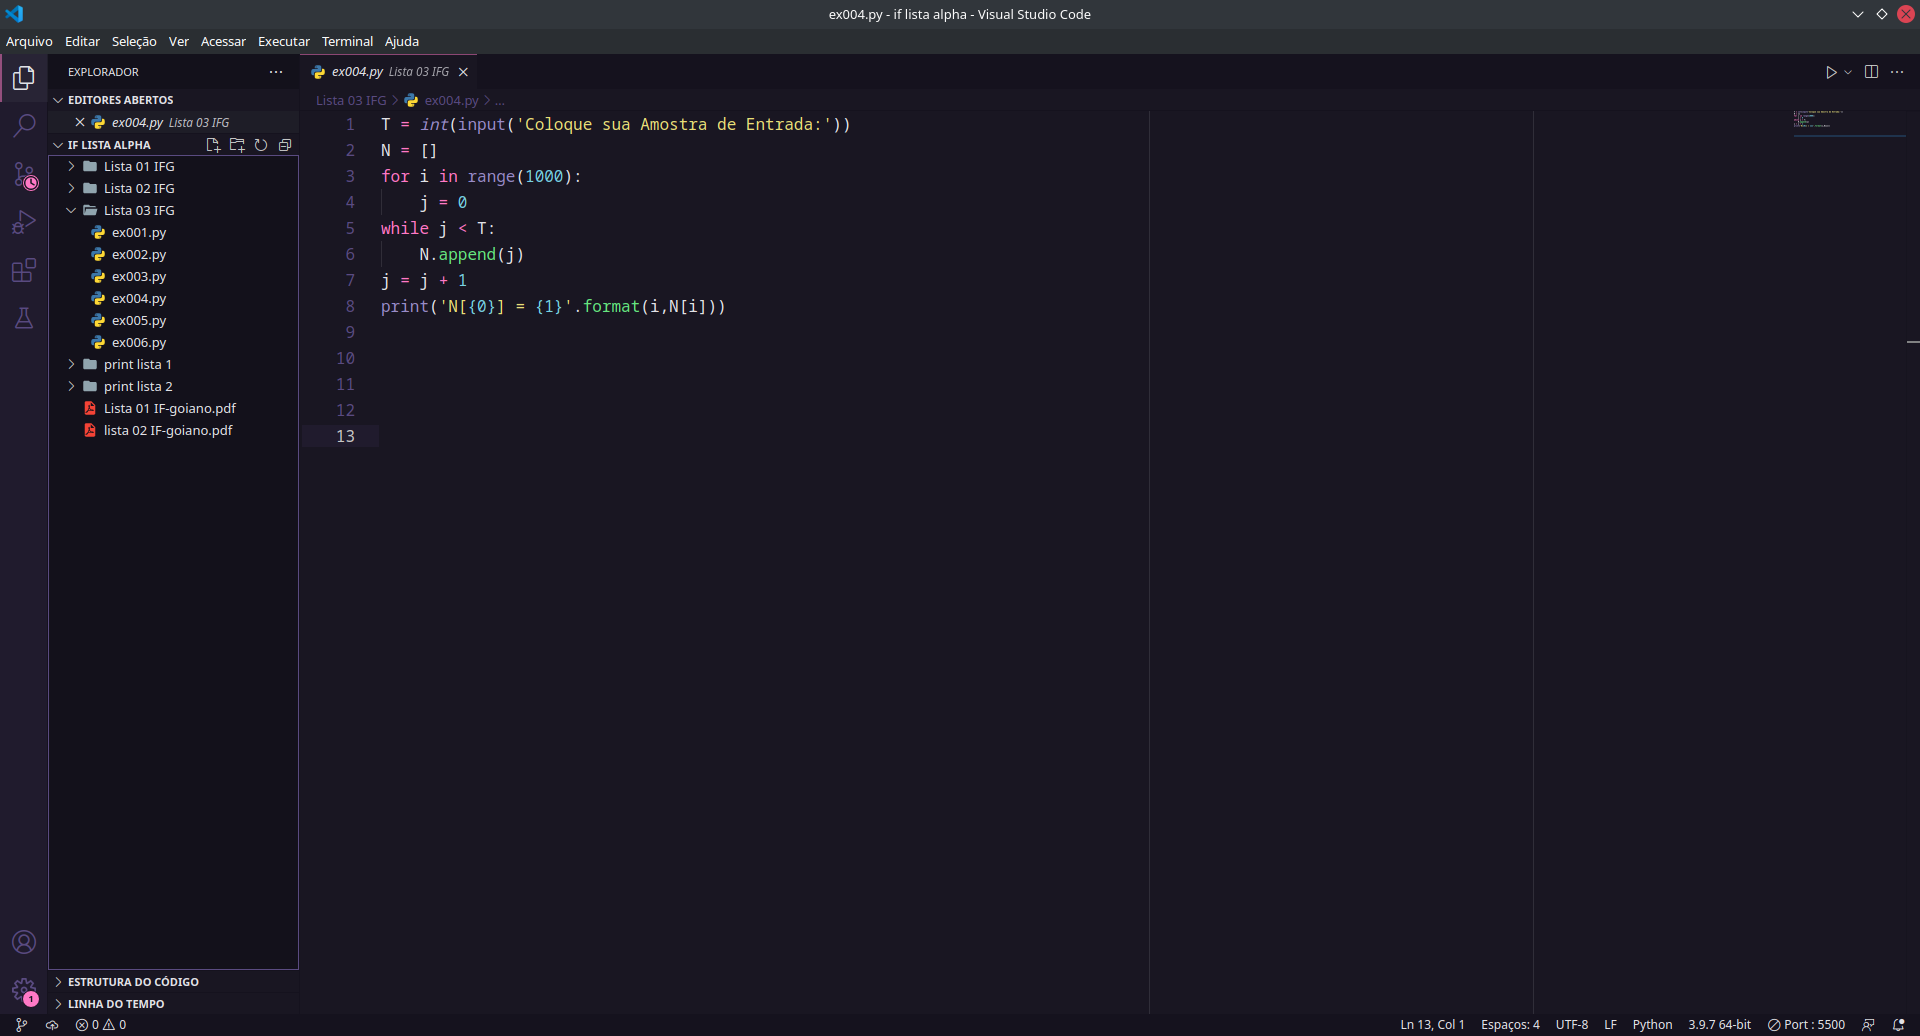 ex004.py - if lista alpha - Visual Studio Code
Arquivo Editar Seleção Ver Acessar Executar Terminal Ajuda
EXPLORADOR
EDITORES ABERTOS
ex004.py Lista 03 IFG
IF LISTA ALPHA
Lista 01 IFG
Lista 02 IFG
Lista 03 IFG
ex001.py
ex002.py
ex003.py
ex004.py
ex005.py
ex006.py
print lista 1
print lista 2
Lista 01 IF-goiano.pdf
lista 02 IF-goiano.pdf
ESTRUTURA DO CÓDIGO
LINHA DO TEMPO
1
ex004.py Lista 03 IFG
Lista 03 IFG > ex004.py > ...
1 T = int(input('Coloque sua Amostra de Entrada:'))
2 N = []
3 for i in range(1000):
4     j = 0
5 while j < T:
6     N.append(j)
7 j = j + 1
8 print('N[{0}] = {1}'.format(i,N[i]))
9
10
11
12
13
0 0
Ln 13, Col 1 Espaços: 4 UTF-8 LF Python 3.9.7 64-bit Port : 5500